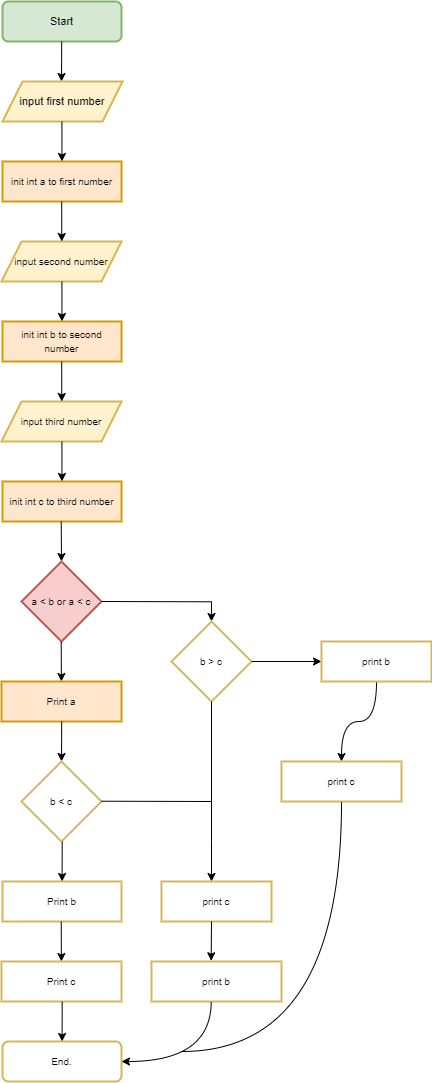 Start
input first number
init int a to first number
input second number
init int b to second
number
input third number
init int c to third number
a < b or a < c
b > c
print b
Print a
print c
b < c
Print b
print c
Print c
print b
End.